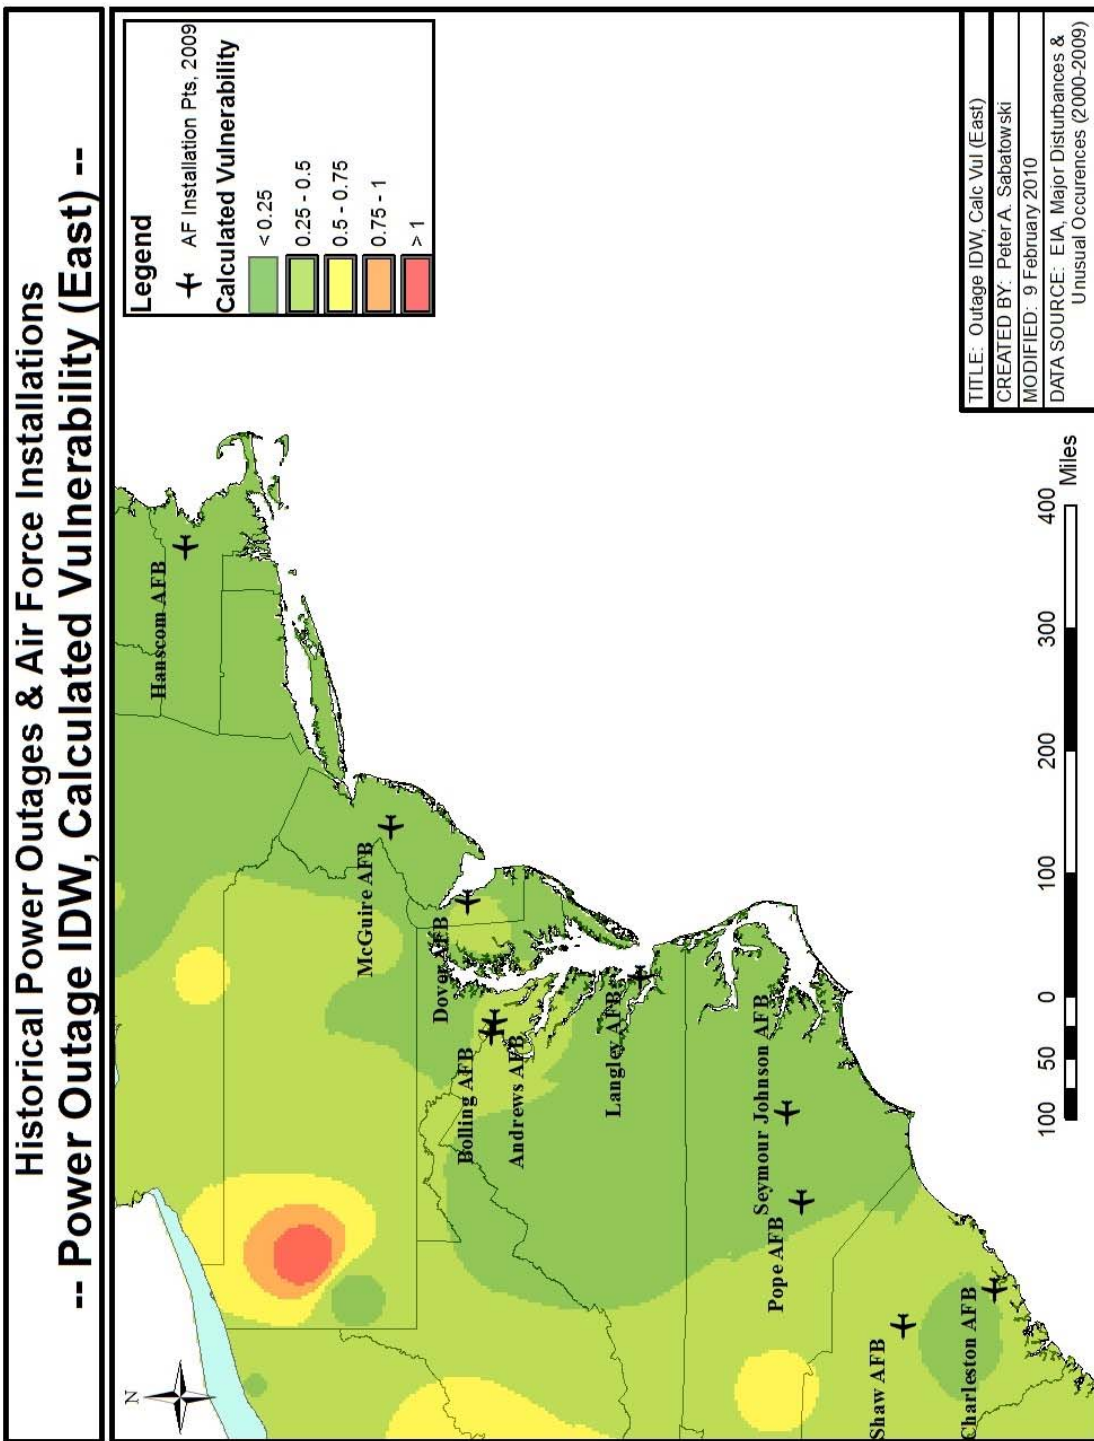 Historical Power Outages & Air Force Installations
-- Power Outage IDW, Calculated Vulnerability (East) --
Legend
AF Installation Pts, 2009
Calculated Vulnerability
< 0.25
0.25 - 0.5
0.5 - 0.75
0.75 - 1
> 1
N
Hanscom AFB
McGuire AFB
Dover AFB
Bolling AFB
Andrews AFB
Langley AFB
Seymour Johnson AFB
Pope AFB
Shaw AFB
Charleston AFB
100 50 0 100 200 300 400
Miles
TITLE: Outage IDW, Calc Vul (East)
CREATED BY: Peter A. Sabatowski
MODIFIED: 9 February 2010
DATA SOURCE: EIA, Major Disturbances &
Unusual Occurences (2000-2009)